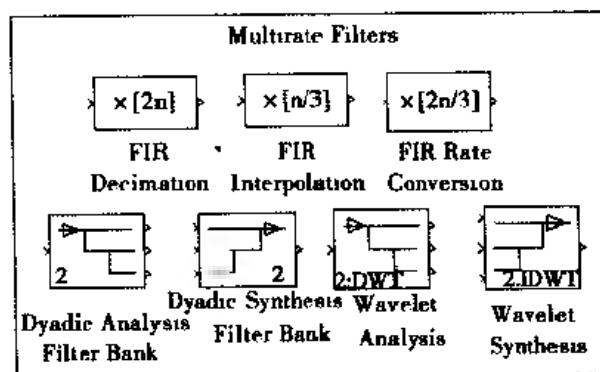 Multirate Filters
×[2n]
×[n/3]
×[2n/3]
FIR
Decimation
FIR
Interpolation
FIR Rate
Conversion
2
2
2:DWT
2:IDWT
Dyadic Analysis
Filter Bank
Dyadic Synthesis
Filter Bank
Wavelet
Analysis
Wavelet
Synthesis